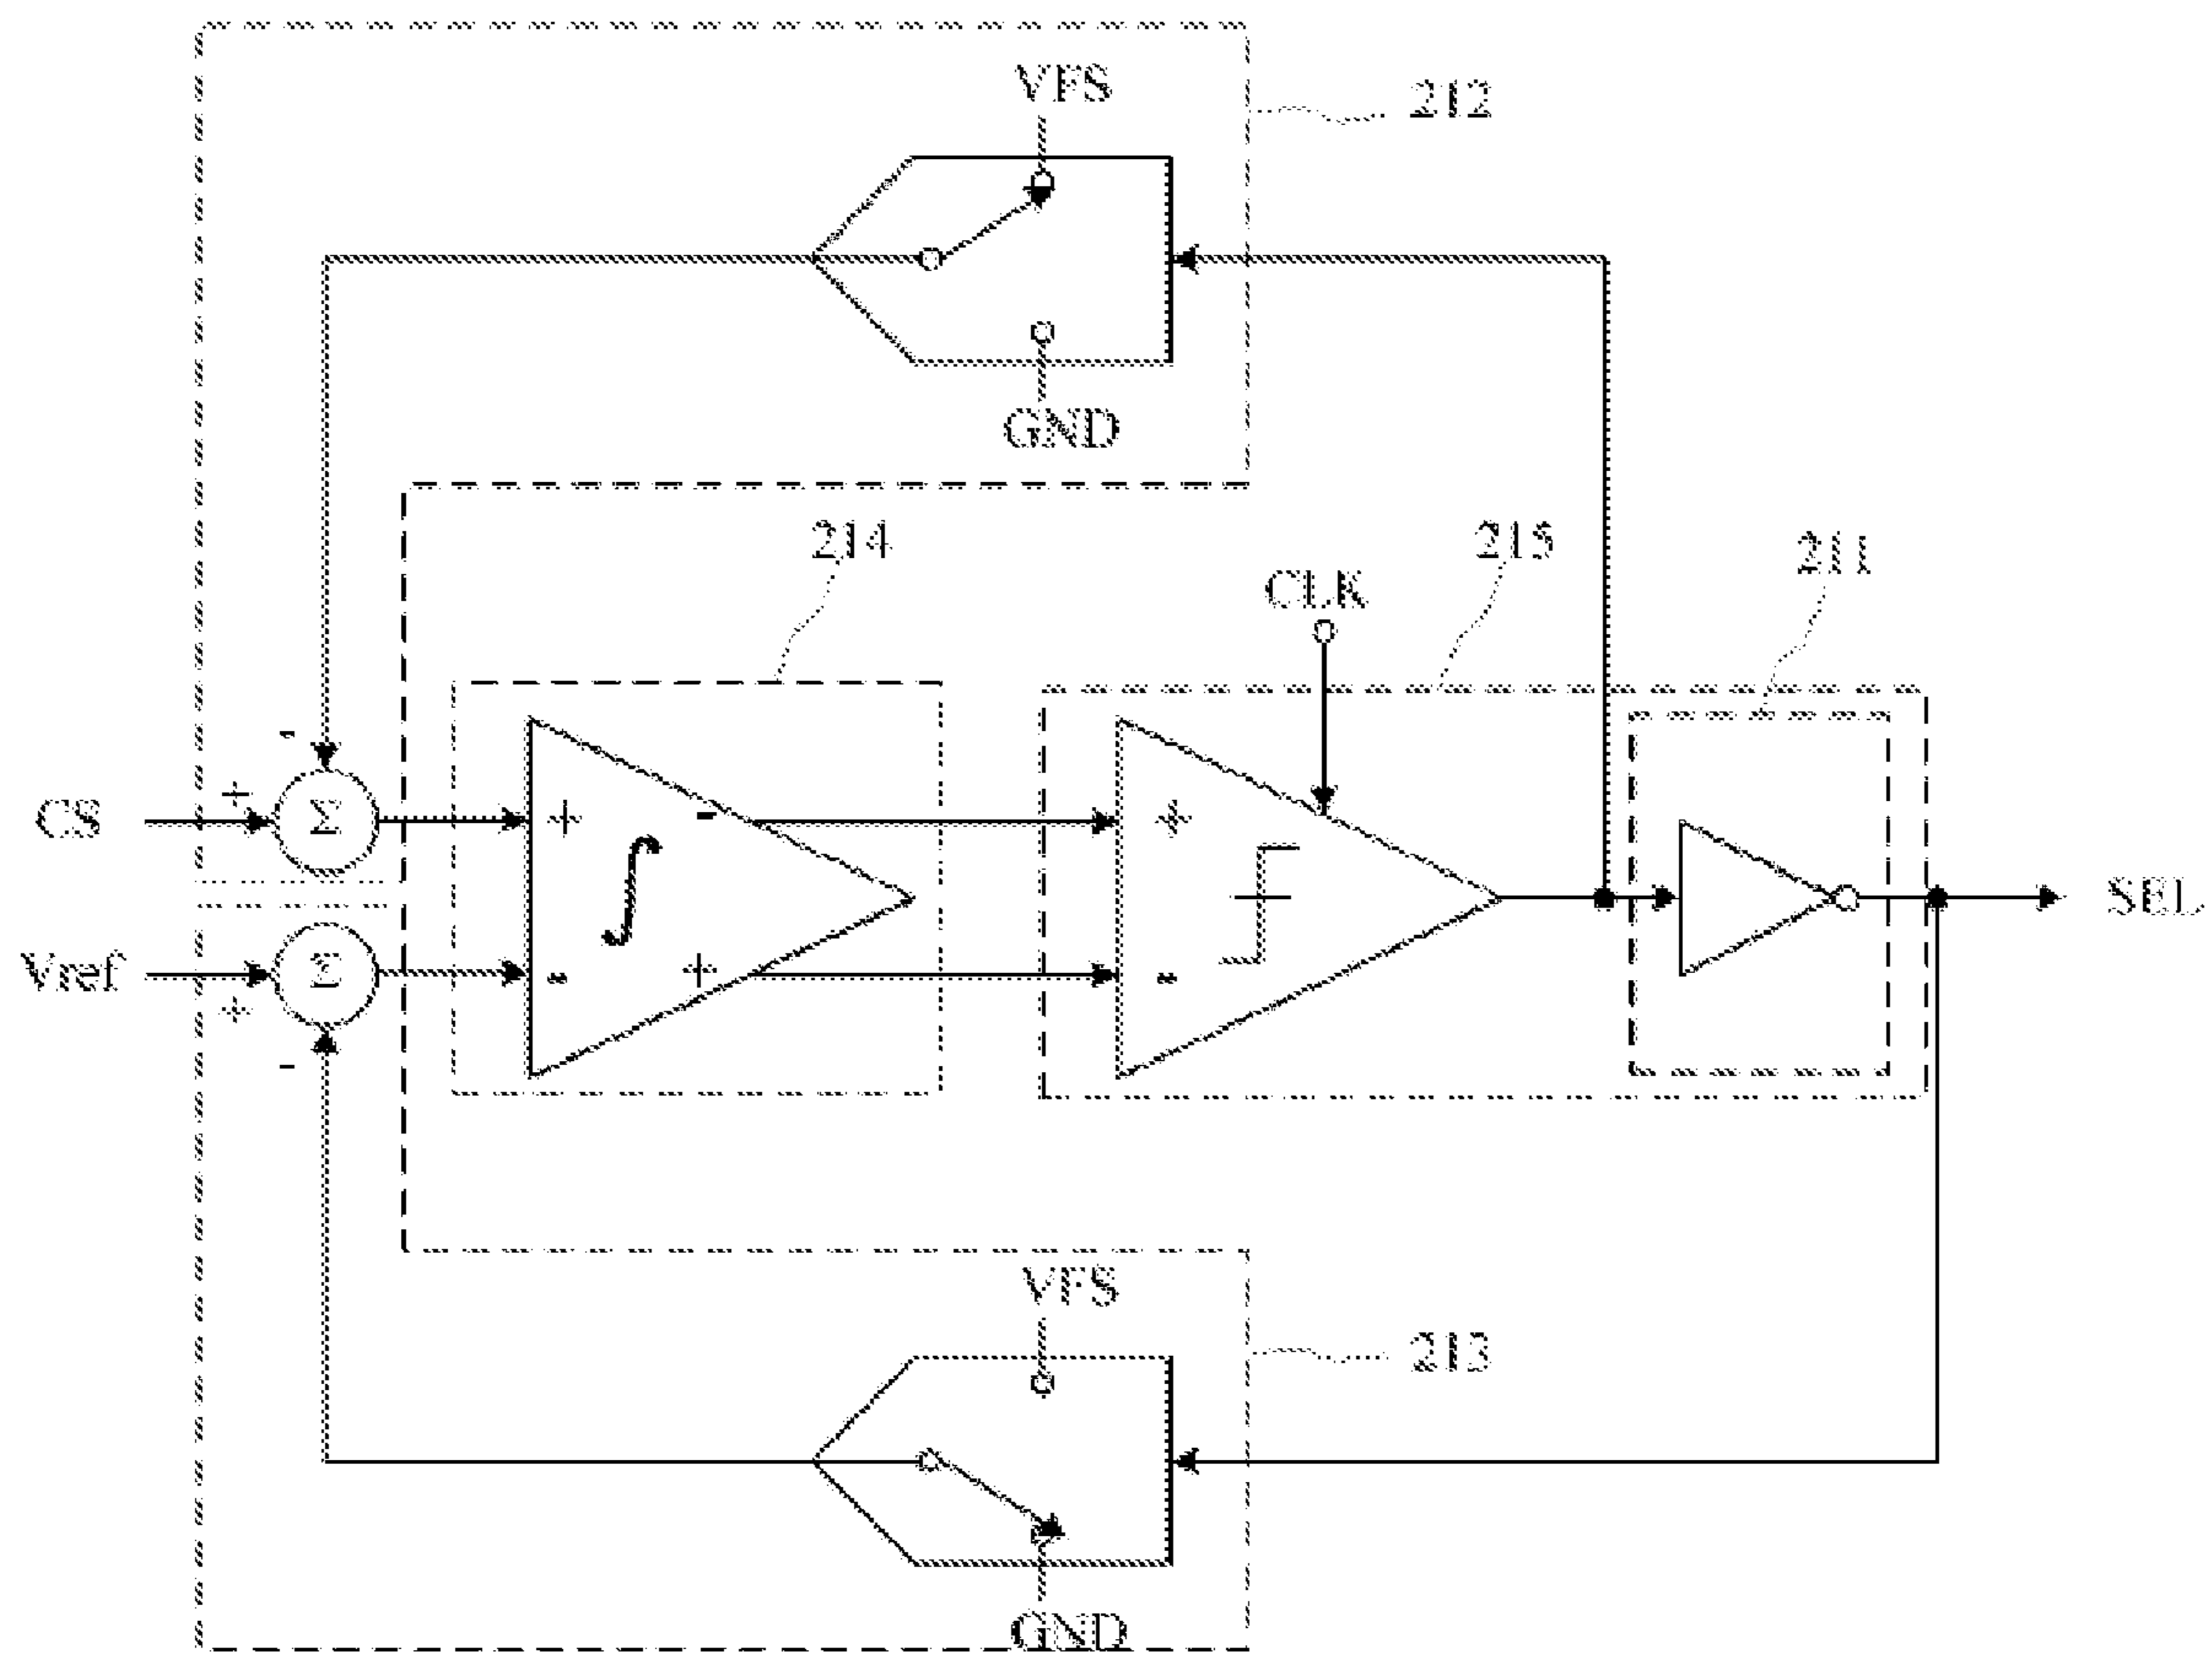 VFS
212
GND
214
215
211
CLK
-
+
CS
Σ
+
-
+
SEL
Vref
Σ
+
-
-
+
-
VFS
213
GND